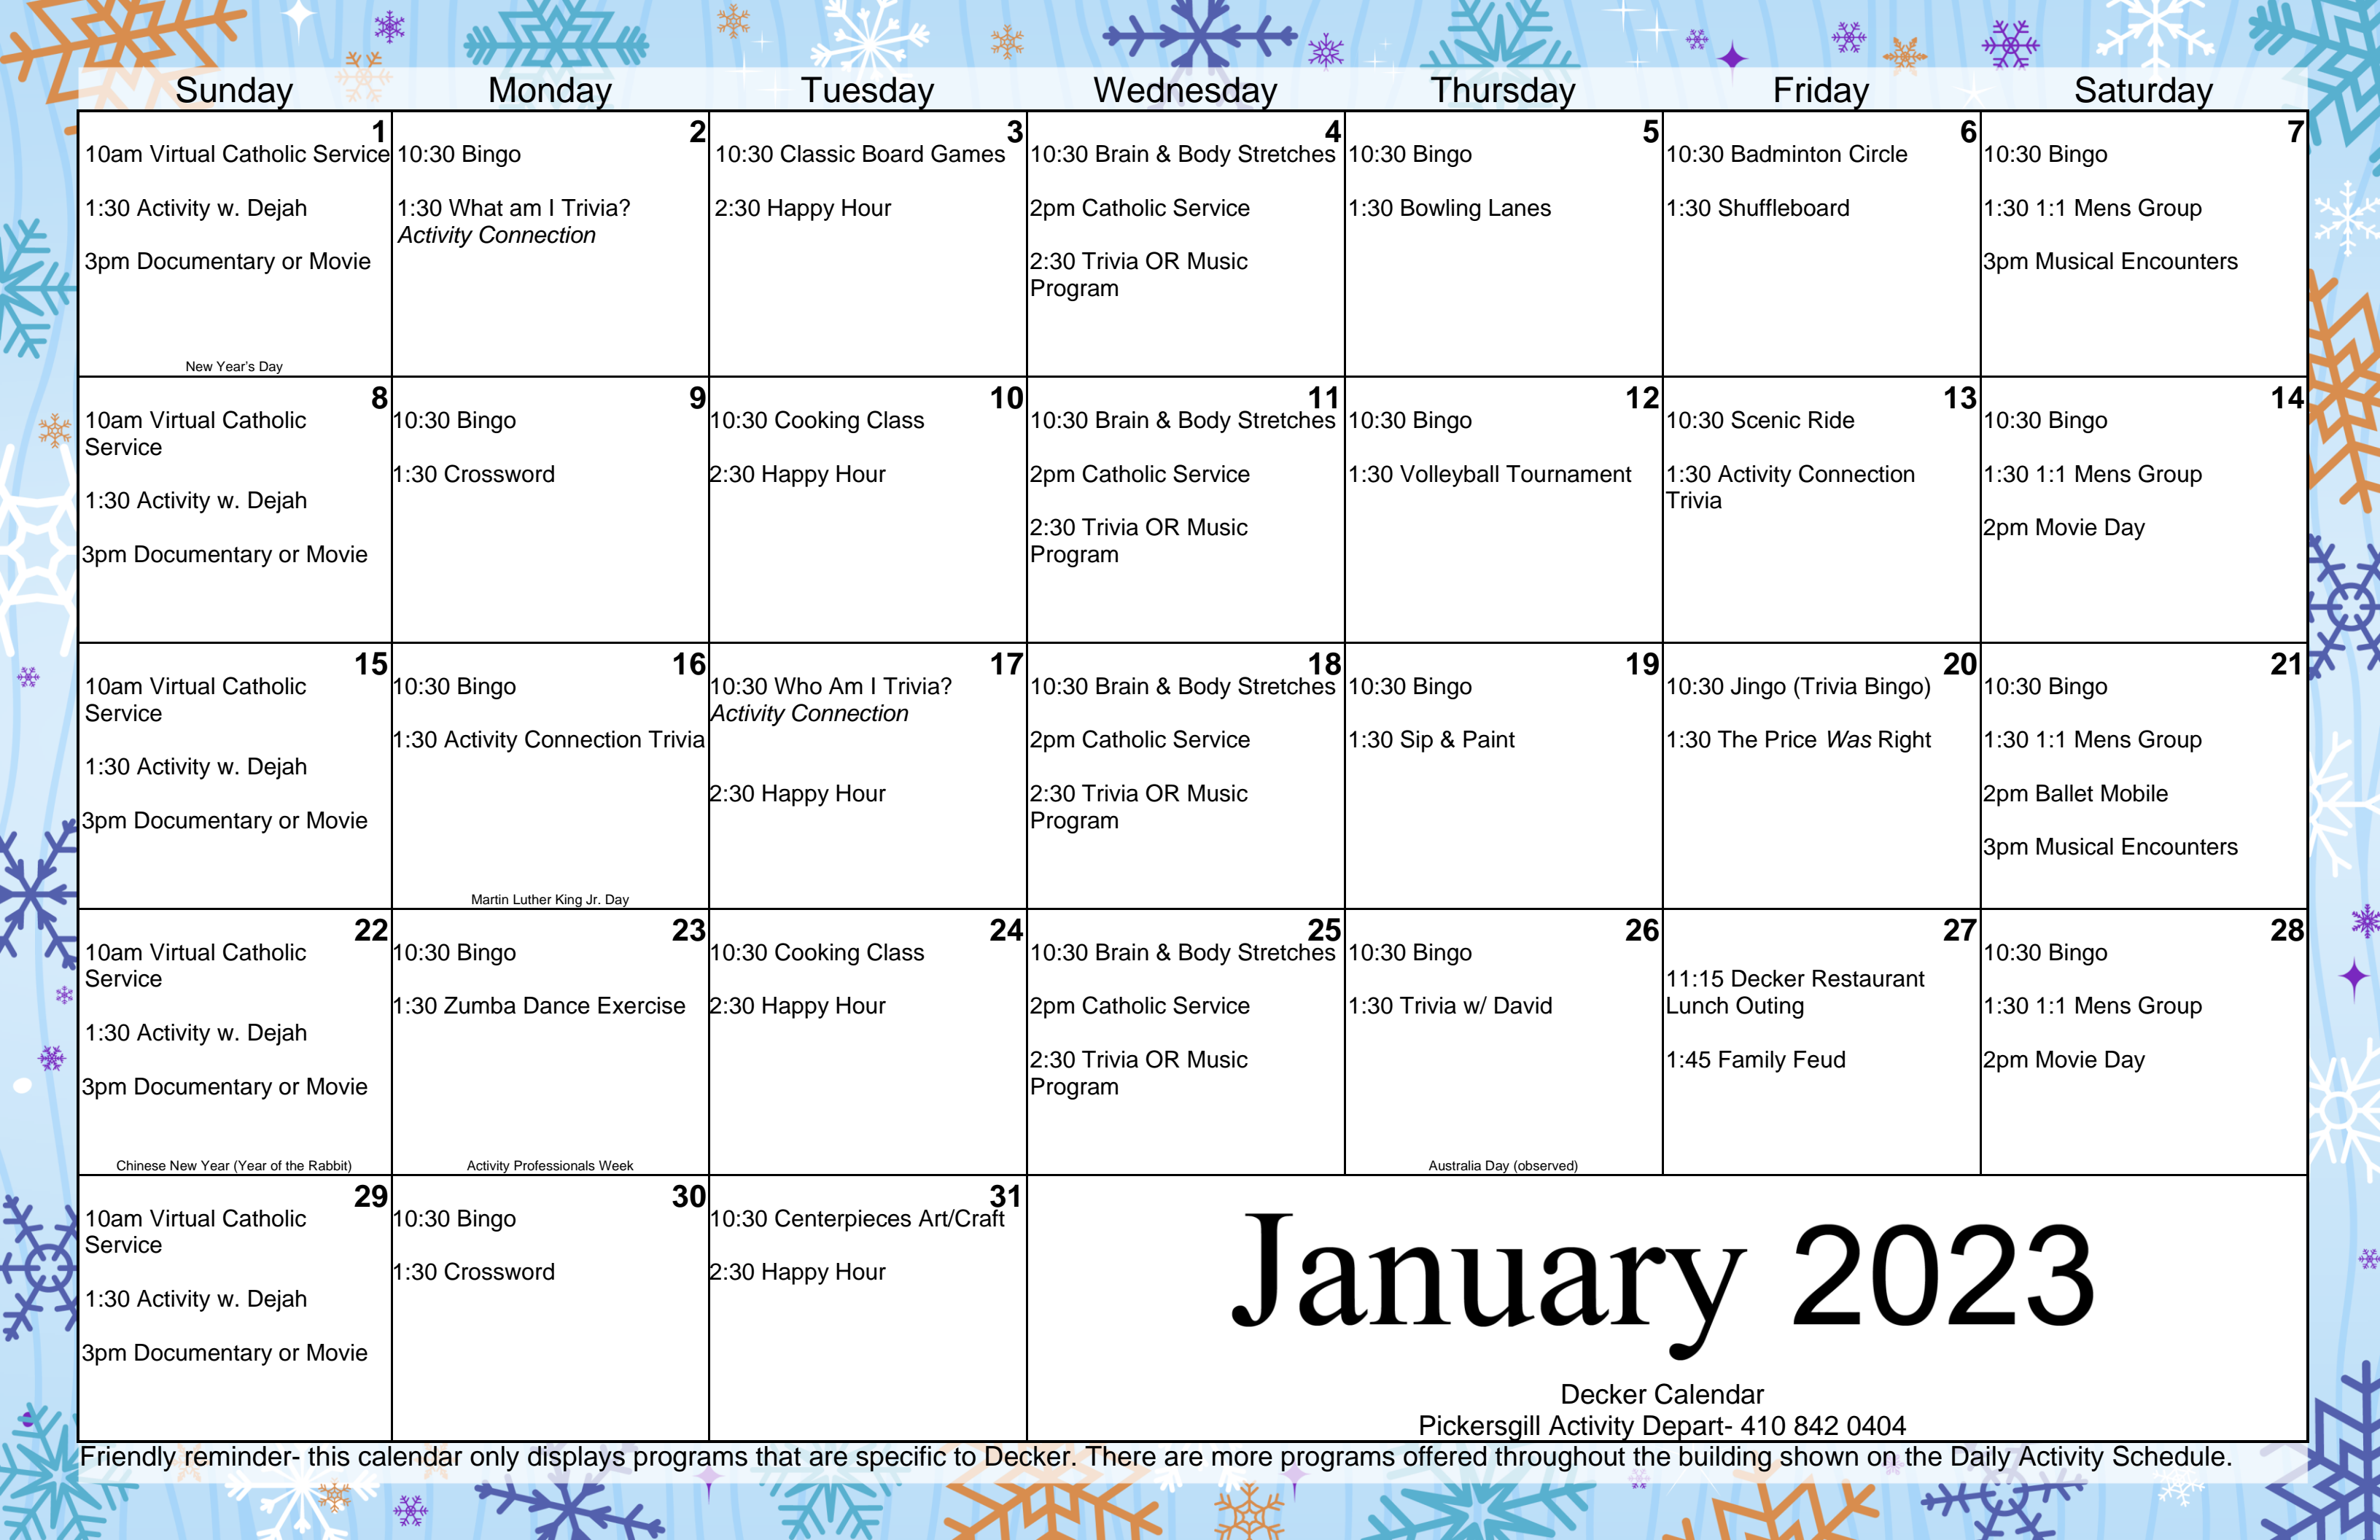 Sunday Monday Tuesday Wednesday Thursday Friday Saturday
1
10am Virtual Catholic Service
1:30 Activity w. Dejah
3pm Documentary or Movie
New Year's Day
2
10:30 Bingo
1:30 What am I Trivia?
Activity Connection
3
10:30 Classic Board Games
2:30 Happy Hour
4
10:30 Brain & Body Stretches
2pm Catholic Service
2:30 Trivia OR Music
Program
5
10:30 Bingo
1:30 Bowling Lanes
6
10:30 Badminton Circle
1:30 Shuffleboard
7
10:30 Bingo
1:30 1:1 Mens Group
3pm Musical Encounters
8
10am Virtual Catholic
Service
1:30 Activity w. Dejah
3pm Documentary or Movie
9
10:30 Bingo
1:30 Crossword
10
10:30 Cooking Class
2:30 Happy Hour
11
10:30 Brain & Body Stretches
2pm Catholic Service
2:30 Trivia OR Music
Program
12
10:30 Bingo
1:30 Volleyball Tournament
13
10:30 Scenic Ride
1:30 Activity Connection
Trivia
14
10:30 Bingo
1:30 1:1 Mens Group
2pm Movie Day
15
10am Virtual Catholic
Service
1:30 Activity w. Dejah
3pm Documentary or Movie
16
10:30 Bingo
1:30 Activity Connection Trivia
Martin Luther King Jr. Day
17
10:30 Who Am I Trivia?
Activity Connection
2:30 Happy Hour
18
10:30 Brain & Body Stretches
2pm Catholic Service
2:30 Trivia OR Music
Program
19
10:30 Bingo
1:30 Sip & Paint
20
10:30 Jingo (Trivia Bingo)
1:30 The Price Was Right
21
10:30 Bingo
1:30 1:1 Mens Group
2pm Ballet Mobile
3pm Musical Encounters
22
10am Virtual Catholic
Service
1:30 Activity w. Dejah
3pm Documentary or Movie
Chinese New Year (Year of the Rabbit)
23
10:30 Bingo
1:30 Zumba Dance Exercise
Activity Professionals Week
24
10:30 Cooking Class
2:30 Happy Hour
25
10:30 Brain & Body Stretches
2pm Catholic Service
2:30 Trivia OR Music
Program
26
10:30 Bingo
1:30 Trivia w/ David
Australia Day (observed)
27
11:15 Decker Restaurant
Lunch Outing
1:45 Family Feud
28
10:30 Bingo
1:30 1:1 Mens Group
2pm Movie Day
29
10am Virtual Catholic
Service
1:30 Activity w. Dejah
3pm Documentary or Movie
30
10:30 Bingo
1:30 Crossword
31
10:30 Centerpieces Art/Craft
2:30 Happy Hour
January 2023
Decker Calendar
Pickersgill Activity Depart- 410 842 0404
Friendly reminder- this calendar only displays programs that are specific to Decker. There are more programs offered throughout the building shown on the Daily Activity Schedule.